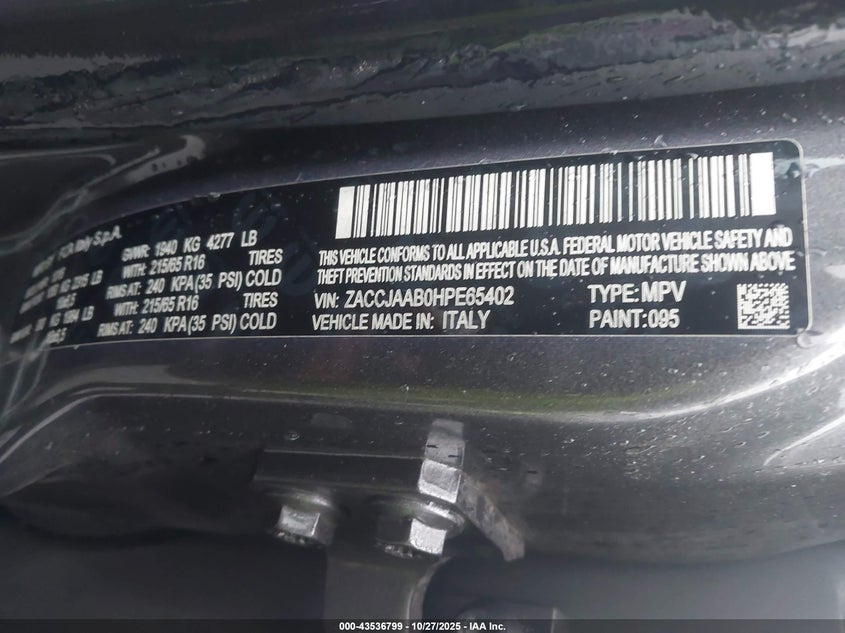 S.p.A.
GVWR: 1940 KG 4277 LB
WITH: 215/65 R16 TIRES
RIMS AT: 240 KPA(35 PSI) COLD
WITH: 215/65 R16 TIRES
RIMS AT: 240 KPA(35 PSI) COLD
THIS VEHICLE CONFORMS TO ALL APPLICABLE U.S.A. FEDERAL MOTOR VEHICLE SAFETY AND
THEFT PREVENTION STANDARDS IN EFFECT ON THE DATE OF MANUFACTURE SHOWN ABOVE
VIN: ZACCJAAB0HPE65402 TYPE: MPV
VEHICLE MADE IN: ITALY PAINT:095
000-43536799 - 10/27/2025 - IAA Inc.